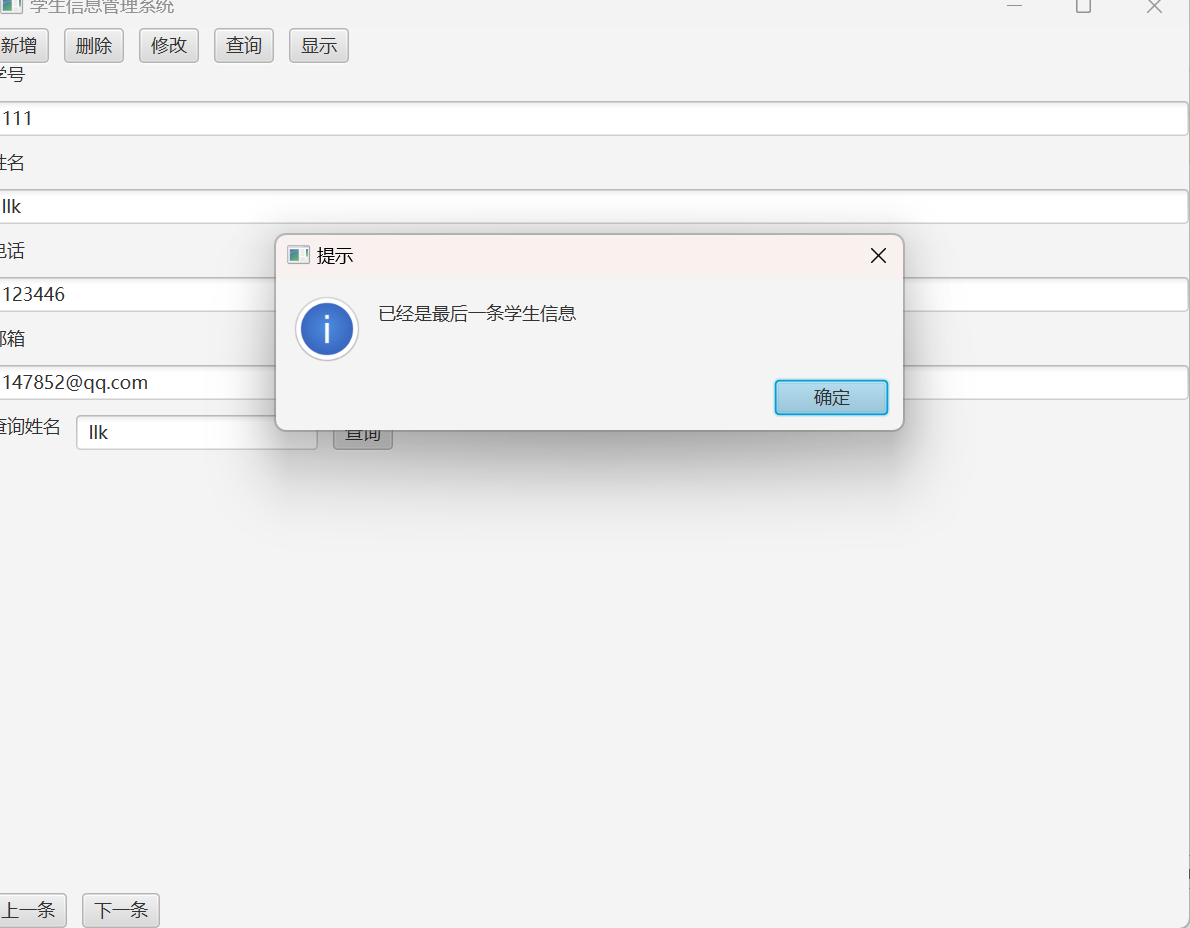 学生信息管理系统
新增 删除 修改 查询 显示
学号
111
姓名
llk
电话
123446
邮箱
147852@qq.com
查询姓名 llk 查询
提示
已经是最后一条学生信息
确定
上一条 下一条